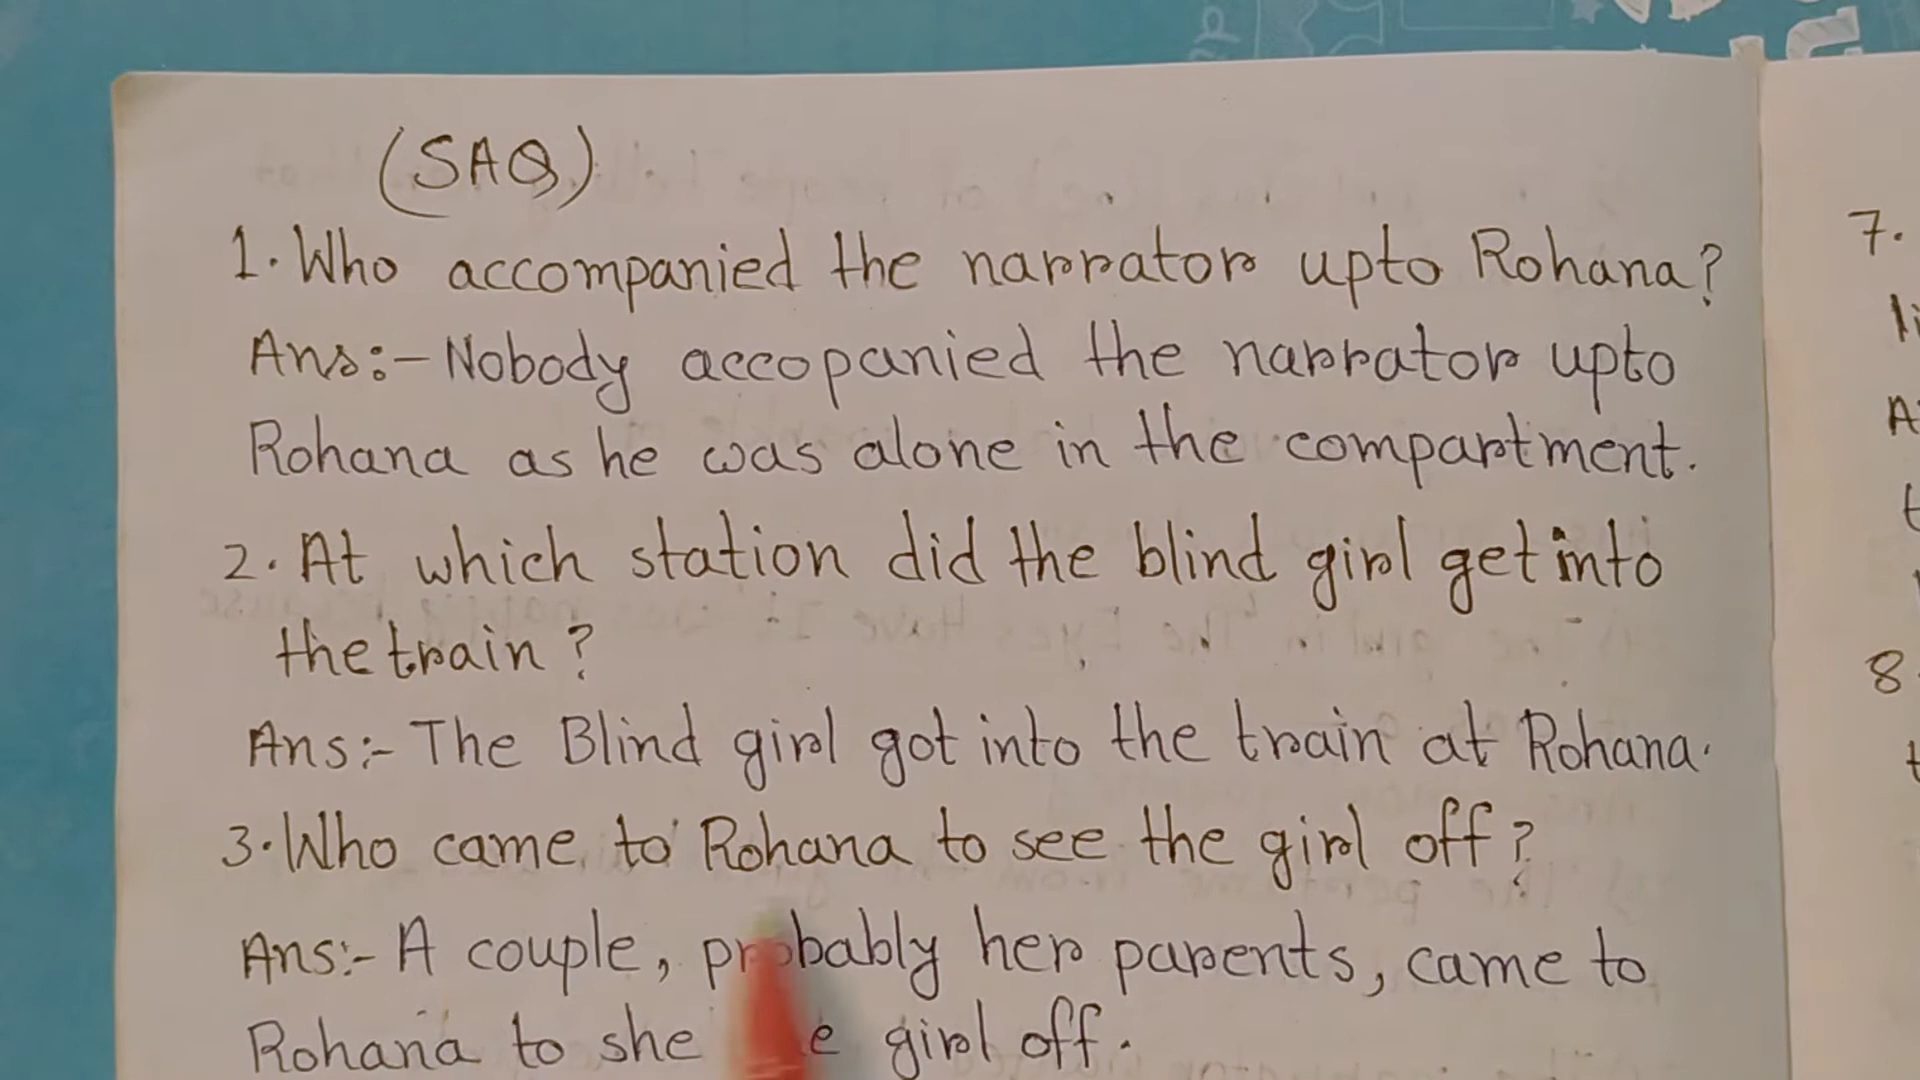 (SAQ)
1. Who accompanied the narrator upto Rohana?
Ans:- Nobody accopanied the narrator upto
Rohana as he was alone in the compartment.
2. At which station did the blind girl get into
the train?
Ans:- The Blind girl got into the train at Rohana.
3. Who came to Rohana to see the girl off?
Ans:- A couple, probably her parents, came to
Rohana to she girl off.
7.
8